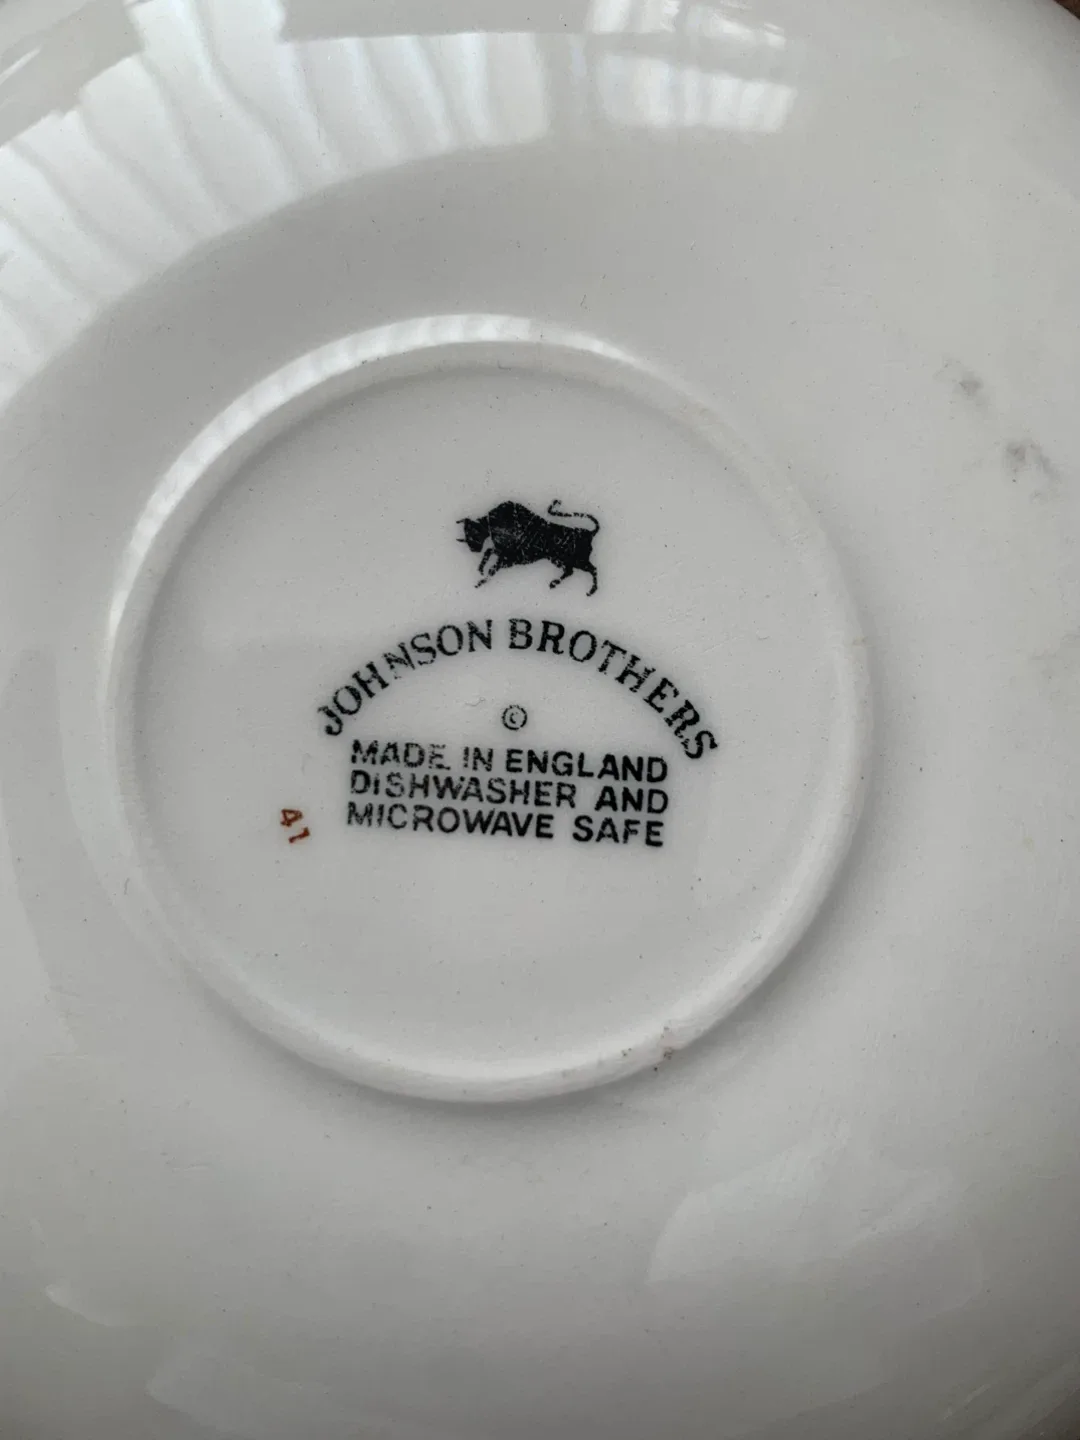 JOHNSON BROTHERS
©
MADE IN ENGLAND
DISHWASHER AND
MICROWAVE SAFE
41